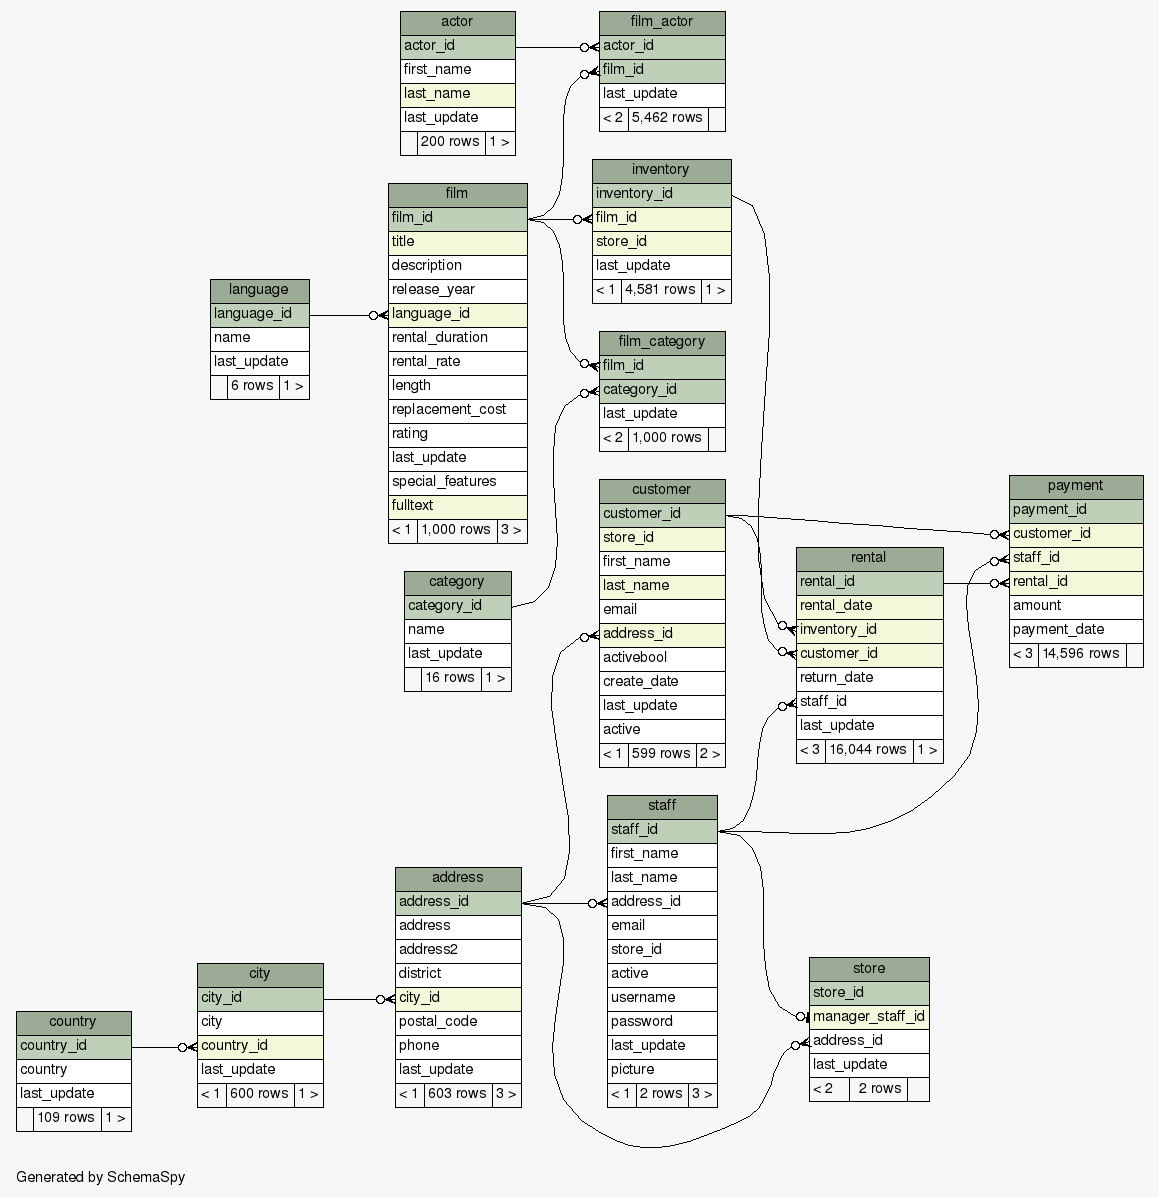 actor
actor_id
first_name
last_name
last_update
200 rows 1 >
film_actor
actor_id
film_id
last_update
< 2 5,462 rows
inventory
inventory_id
film_id
store_id
last_update
< 1 4,581 rows 1 >
film
film_id
title
description
release_year
language_id
rental_duration
rental_rate
length
replacement_cost
rating
last_update
special_features
fulltext
< 1 1,000 rows 3 >
language
language_id
name
last_update
6 rows 1 >
film_category
film_id
category_id
last_update
< 2 1,000 rows
customer
customer_id
store_id
first_name
last_name
email
address_id
activebool
create_date
last_update
active
< 1 599 rows 2 >
payment
payment_id
customer_id
staff_id
rental_id
amount
payment_date
< 3 14,596 rows
rental
rental_id
rental_date
inventory_id
customer_id
return_date
staff_id
last_update
< 3 16,044 rows 1 >
category
category_id
name
last_update
16 rows 1 >
staff
staff_id
first_name
last_name
address_id
email
store_id
active
username
password
last_update
picture
< 1 2 rows 3 >
address
address_id
address
address2
district
city_id
postal_code
phone
last_update
< 1 603 rows 3 >
store
store_id
manager_staff_id
address_id
last_update
< 2 2 rows
city
city_id
city
country_id
last_update
< 1 600 rows 1 >
country
country_id
country
last_update
109 rows 1 >
Generated by SchemaSpy